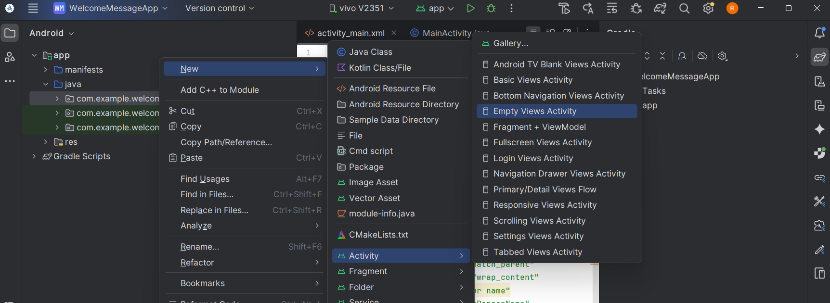 WM WelcomeMessageApp Version control vivo V2351 app R
Android
app
manifests
java
com.example.welcom
com.example.welcom
com.example.welcom
res
Gradle Scripts
activity_main.xml MainActivity.java
1
New
Add C++ to Module
Cut Ctrl+X
Copy Ctrl+C
Copy Path/Reference...
Paste Ctrl+V
Find Usages Alt+F7
Find in Files... Ctrl+Shift+F
Replace in Files... Ctrl+Shift+R
Analyze
Rename... Shift+F6
Refactor
Bookmarks
Reformat Code
Java Class
Kotlin Class/File
Android Resource File
Android Resource Directory
Sample Data Directory
File
Cmd script
Package
Image Asset
Vector Asset
module-info.java
CMakeLists.txt
Activity
Fragment
Folder
Service
Gallery...
Android TV Blank Views Activity
Basic Views Activity
Bottom Navigation Views Activity
Empty Views Activity
Fragment + ViewModel
Fullscreen Views Activity
Login Views Activity
Navigation Drawer Views Activity
Primary/Detail Views Flow
Responsive Views Activity
Scrolling Views Activity
Settings Views Activity
Tabbed Views Activity
atch_parent"
"wrap_content"
ur name"
elcomeMessageApp
Tasks
app